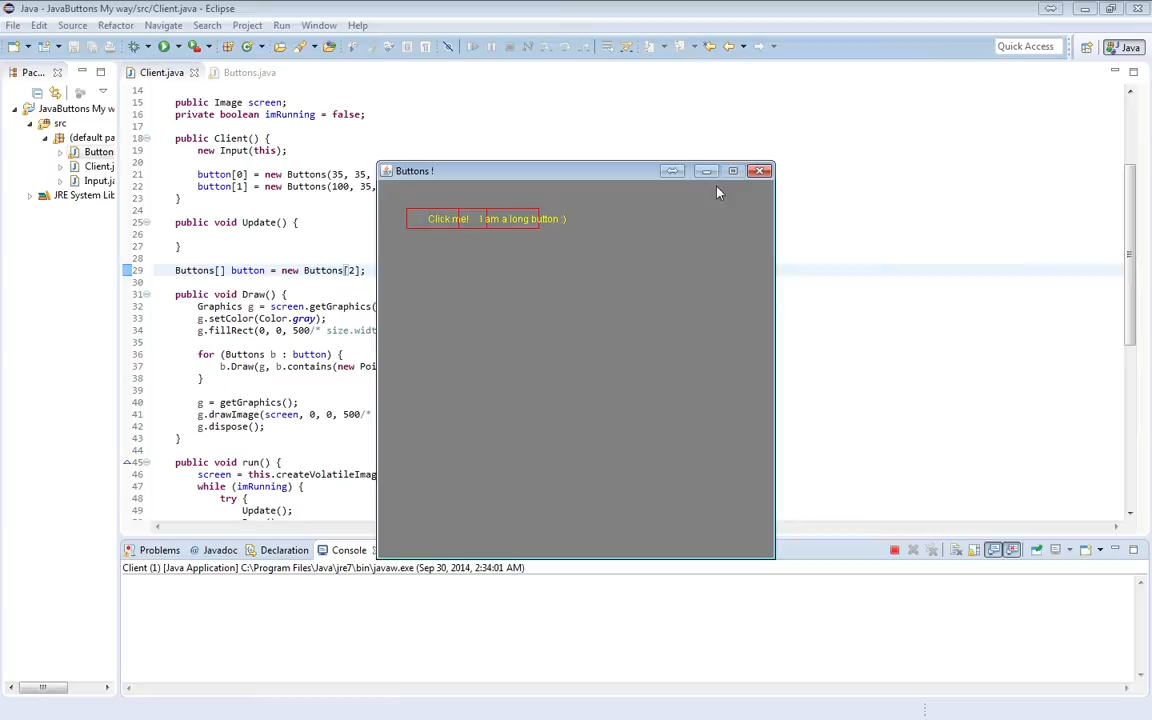 Java - JavaButtons My way/src/Client.java - Eclipse
File Edit Source Refactor Navigate Search Project Run Window Help
Quick Access Java
Pac... Client.java Buttons.java
JavaButtons My w
src
(default pa
Button
Client.j
Input.ja
JRE System Lib
14
15 public Image screen;
16 private boolean imRunning = false;
17
18 public Client() {
19 new Input(this);
20
21 button[0] = new Buttons(35, 35,
22 button[1] = new Buttons(100, 35,
23 }
24
25 public void Update() {
26
27 }
28
29 Buttons[] button = new Buttons[2];
30
31 public void Draw() {
32 Graphics g = screen.getGraphics(
33 g.setColor(Color.gray);
34 g.fillRect(0, 0, 500/* size.widt
35
36 for (Buttons b : button) {
37 b.Draw(g, b.contains(new Poi
38 }
39
40 g = getGraphics();
41 g.drawImage(screen, 0, 0, 500/*
42 g.dispose();
43 }
44
45 public void run() {
46 screen = this.createVolatileImag
47 while (imRunning) {
48 try {
49 Update();
Buttons !
Click me! I am a long button :)
Problems Javadoc Declaration Console
Client (1) [Java Application] C:\Program Files\Java\jre7\bin\javaw.exe (Sep 30, 2014, 2:34:01 AM)